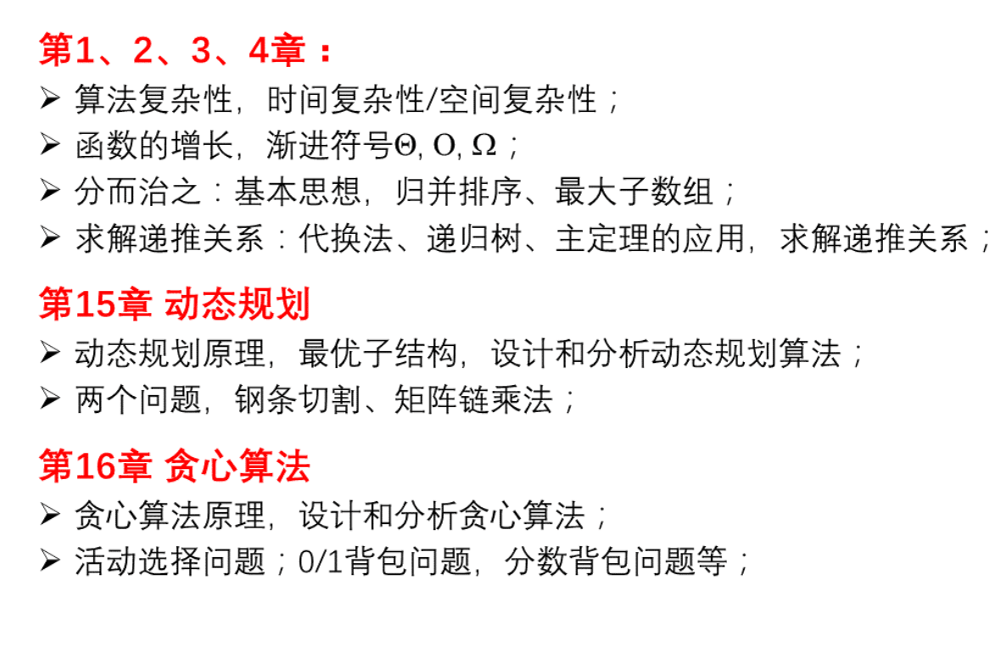 第1、2、3、4章：
➢ 算法复杂性，时间复杂性/空间复杂性；
➢ 函数的增长，渐进符号Θ, O, Ω；
➢ 分而治之：基本思想，归并排序、最大子数组；
➢ 求解递推关系：代换法、递归树、主定理的应用，求解递推关系；
第15章 动态规划
➢ 动态规划原理，最优子结构，设计和分析动态规划算法；
➢ 两个问题，钢条切割、矩阵链乘法；
第16章 贪心算法
➢ 贪心算法原理，设计和分析贪心算法；
➢ 活动选择问题；0/1背包问题，分数背包问题等；